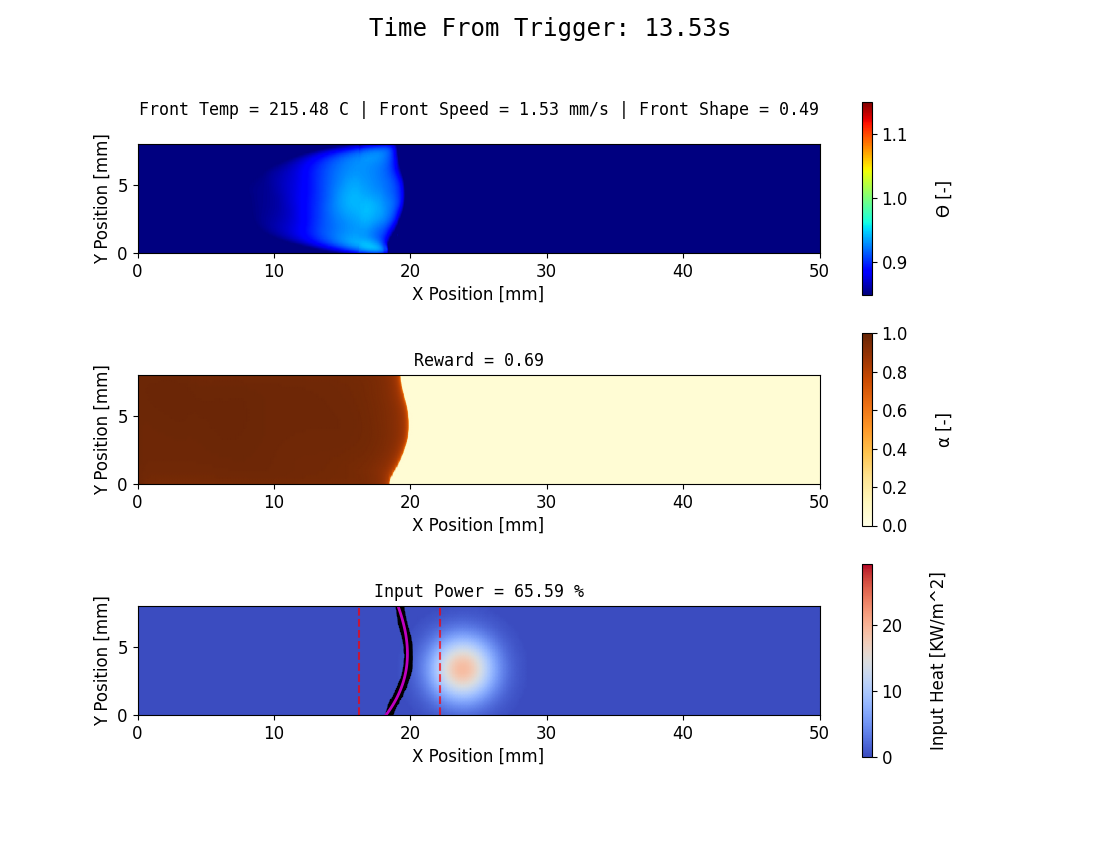 Time From Trigger: 13.53s
Front Temp = 215.48 C | Front Speed = 1.53 mm/s | Front Shape = 0.49
Y Position [mm]
5
0
0 10 20 30 40 50
X Position [mm]
1.1
1.0
0.9
Θ [-]
Reward = 0.69
Y Position [mm]
5
0
0 10 20 30 40 50
X Position [mm]
1.0
0.8
0.6
0.4
0.2
0.0
α [-]
Input Power = 65.59 %
Y Position [mm]
5
0
0 10 20 30 40 50
X Position [mm]
20
10
0
Input Heat [KW/m^2]